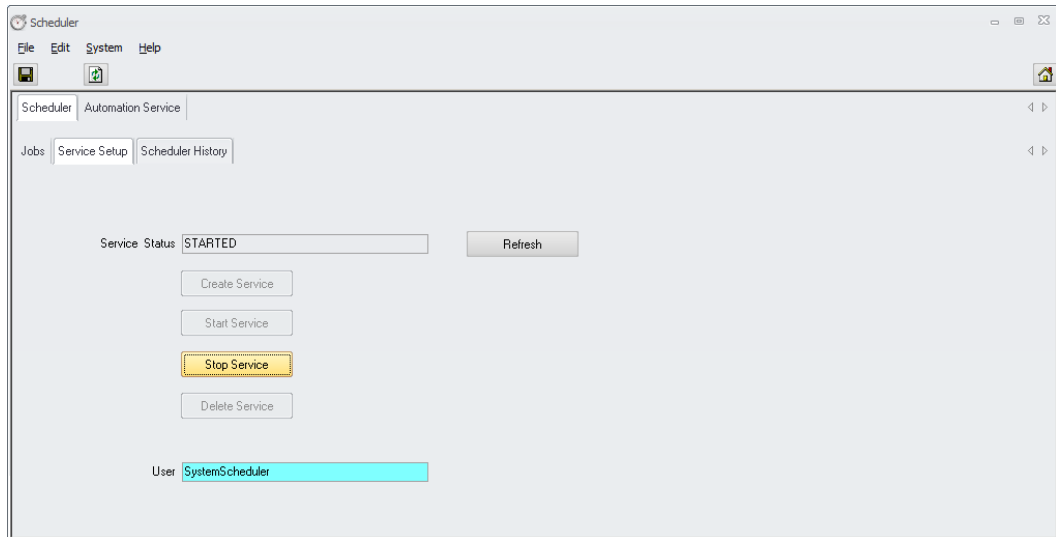 Scheduler
File Edit System Help
Scheduler Automation Service
Jobs Service Setup Scheduler History
Service Status STARTED Refresh
Create Service
Start Service
Stop Service
Delete Service
User SystemScheduler